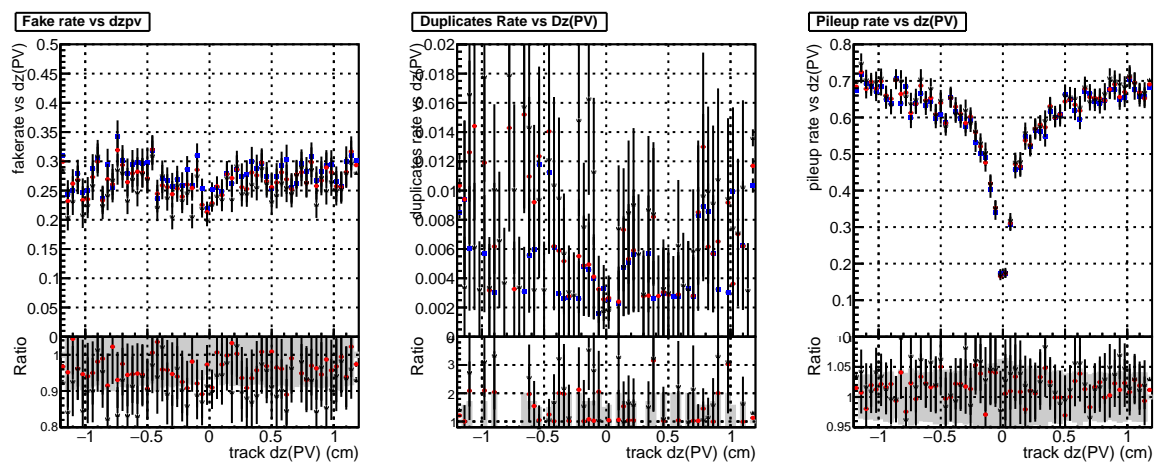 Fake rate vs dzpv
fakerate vs dz(PV)
0.5
0.45
0.4
0.35
0.3
0.25
0.2
0.15
0.1
0.05
0
Ratio
1
0.9
0.8
−1 −0.5 0 0.5 1
track dz(PV) (cm)
Duplicates Rate vs Dz(PV)
duplicates rate vs dz(PV)
0.02
0.018
0.016
0.014
0.012
0.01
0.008
0.006
0.004
0.002
0
Ratio
3
2
1
−1 −0.5 0 0.5 1
track dz(PV) (cm)
Pileup rate vs dz(PV)
pileup rate vs dz(PV)
0.8
0.7
0.6
0.5
0.4
0.3
0.2
0.1
0
Ratio
1.05
1
0.95
−1 −0.5 0 0.5 1
track dz(PV) (cm)